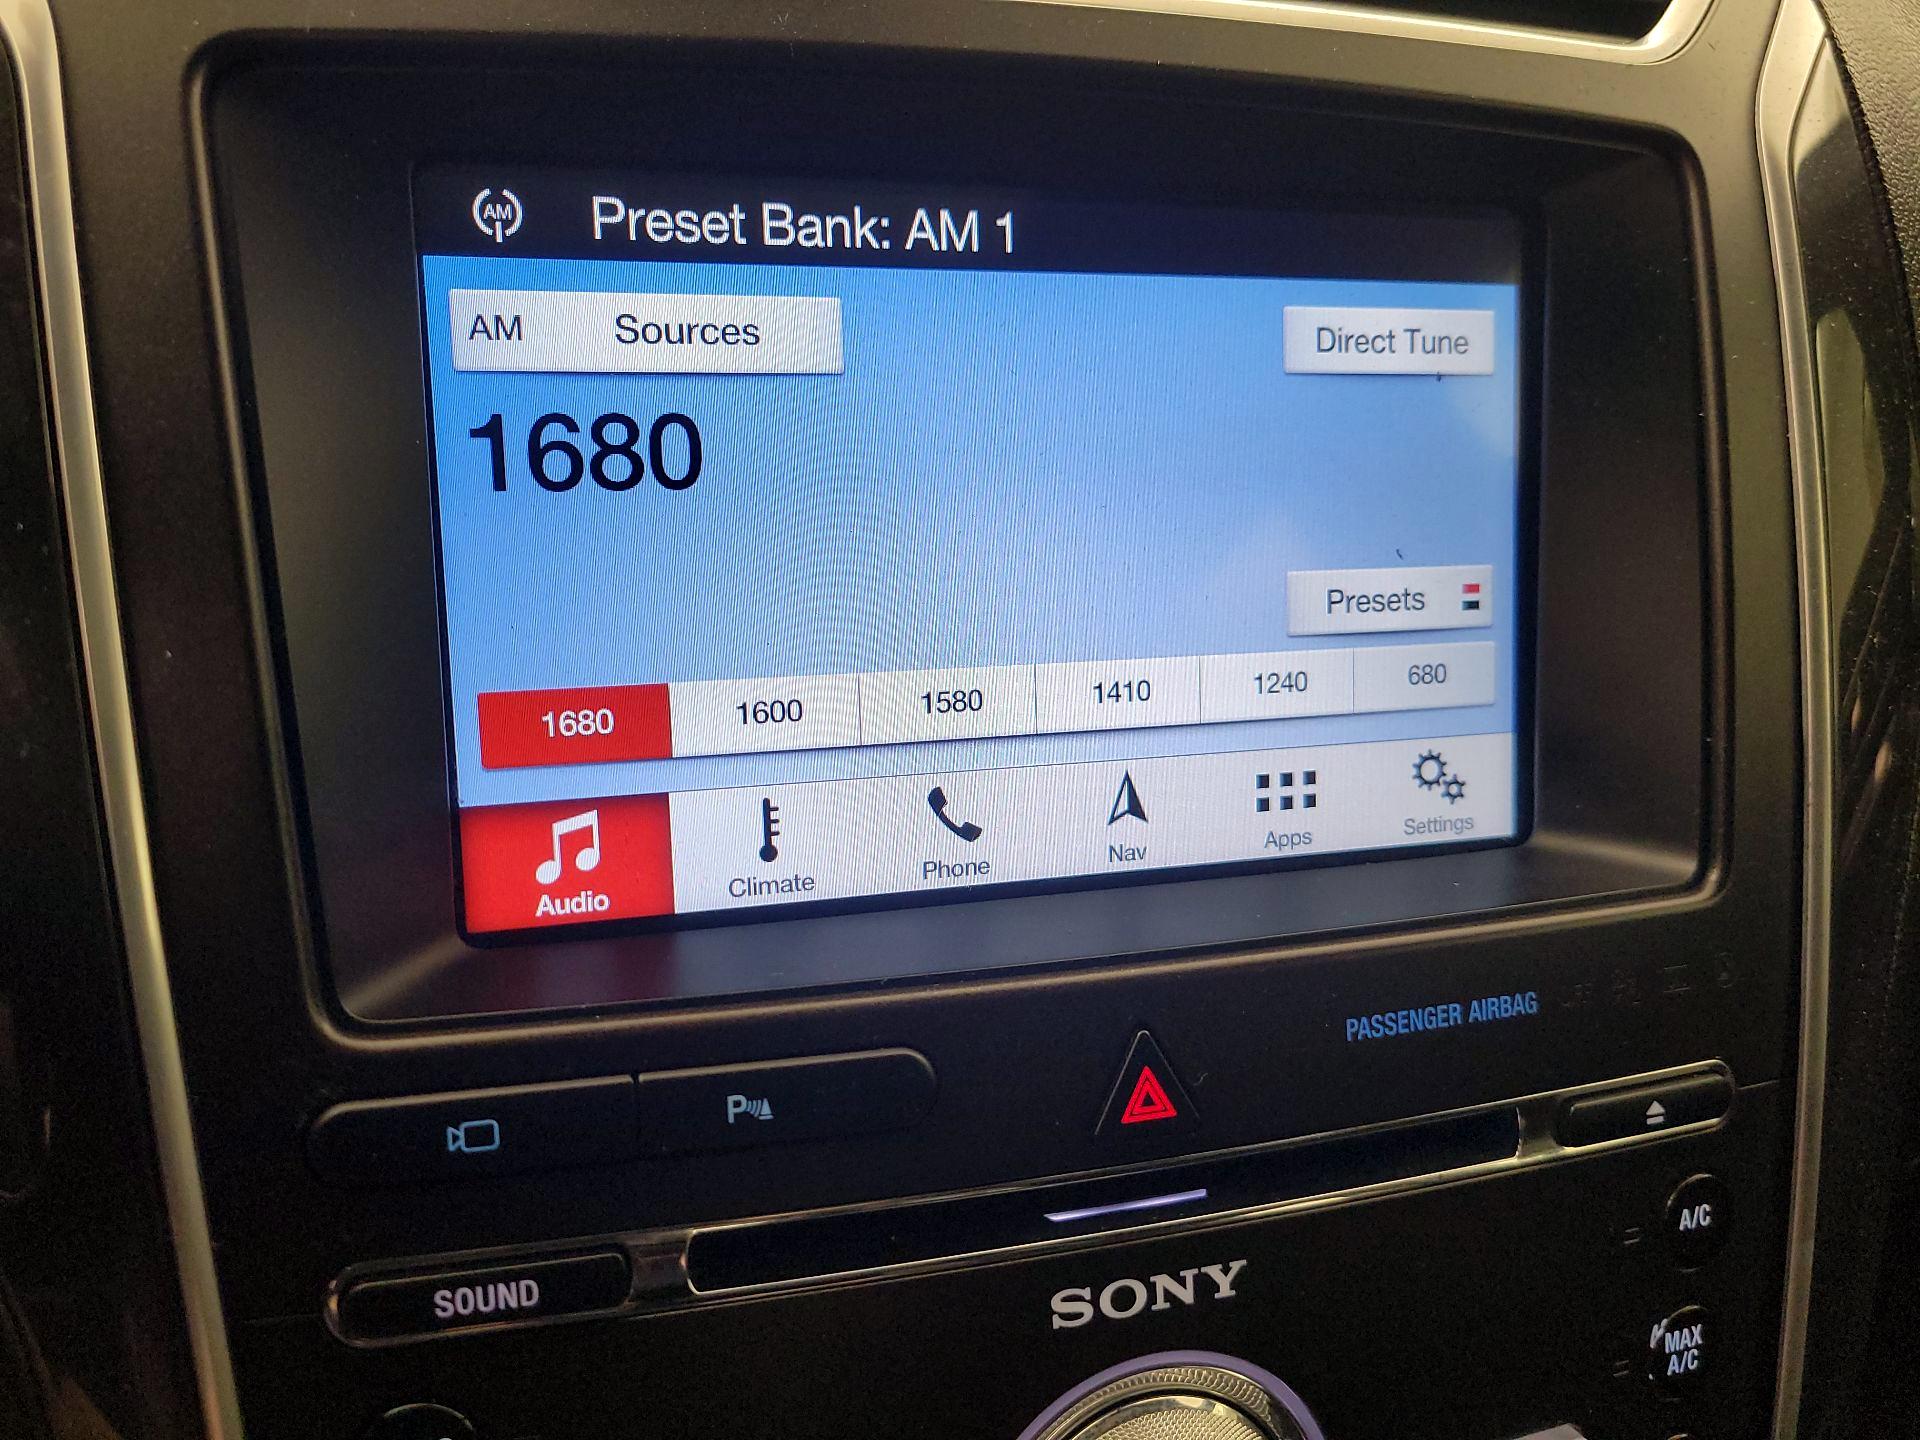 AM Preset Bank: AM 1
AM Sources
Direct Tune
1680
Presets
1680 1600 1580 1410 1240 680
Audio Climate Phone Nav Apps Settings
PASSENGER AIRBAG
P
SOUND
SONY
A/C
MAX
A/C